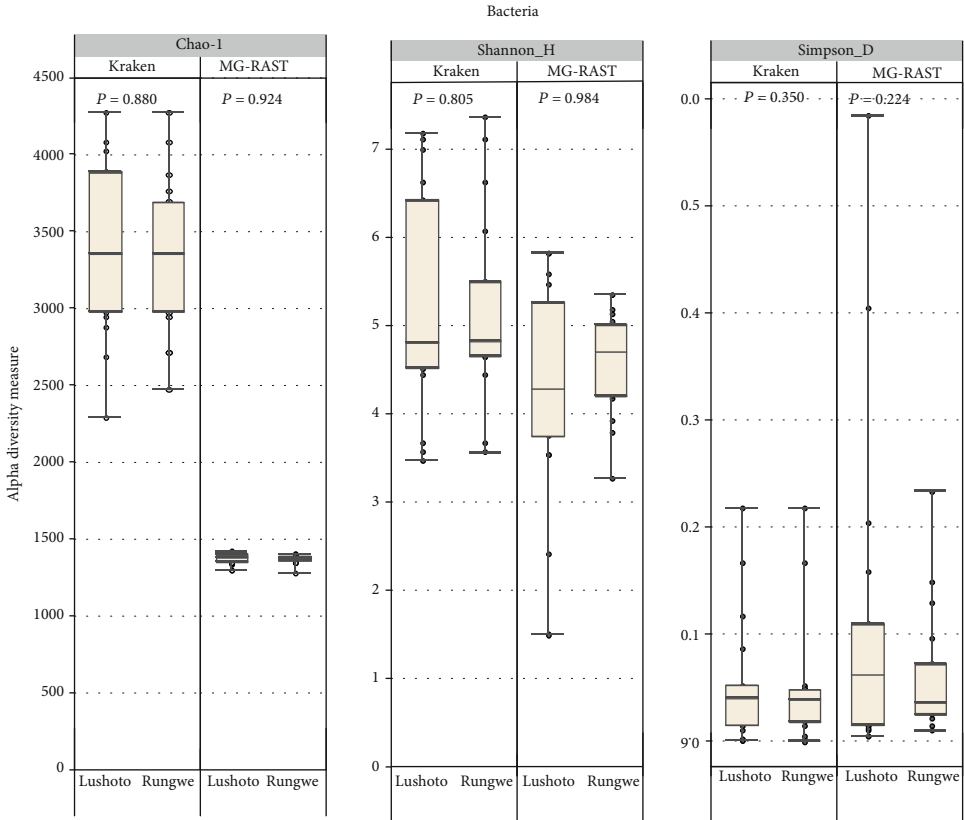 Bacteria
Chao-1
Kraken
MG-RAST
P = 0.880
P = 0.924
Alpha diversity measure
4500
4000
3500
3000
2500
2000
1500
1000
500
0
Lushoto
Rungwe
Lushoto
Rungwe
Shannon_H
Kraken
MG-RAST
P = 0.805
P = 0.984
7
6
5
4
3
2
1
0
Lushoto
Rungwe
Lushoto
Rungwe
Simpson_D
Kraken
MG-RAST
P = 0.350
P = 0.224
0.0
0.5
0.4
0.3
0.2
0.1
9.0
Lushoto
Rungwe
Lushoto
Rungwe